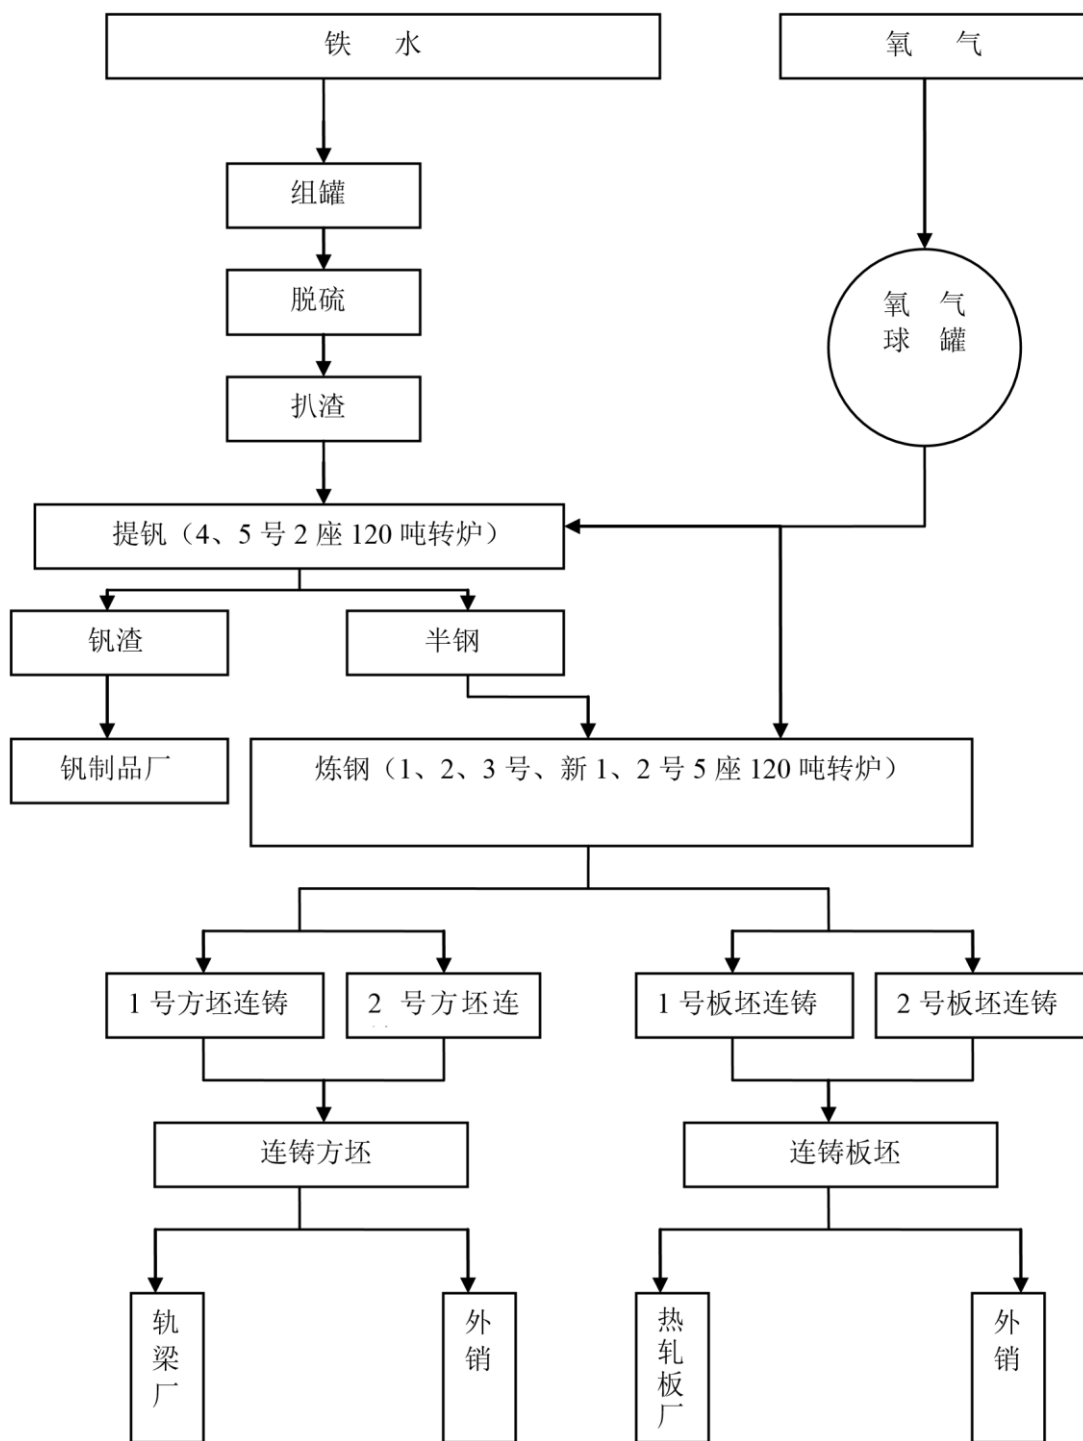 铁 水
氧 气
组罐
脱硫
氧 气
球 罐
扒渣
提钒（4、5 号 2 座 120 吨转炉）
钒渣
半钢
钒制品厂
炼钢（1、2、3 号、新 1、2 号 5 座 120 吨转炉）
1 号方坯连铸
2 号方坯连
1 号板坯连铸
2 号板坯连铸
连铸方坯
连铸板坯
轨梁厂
外销
热轧板厂
外销